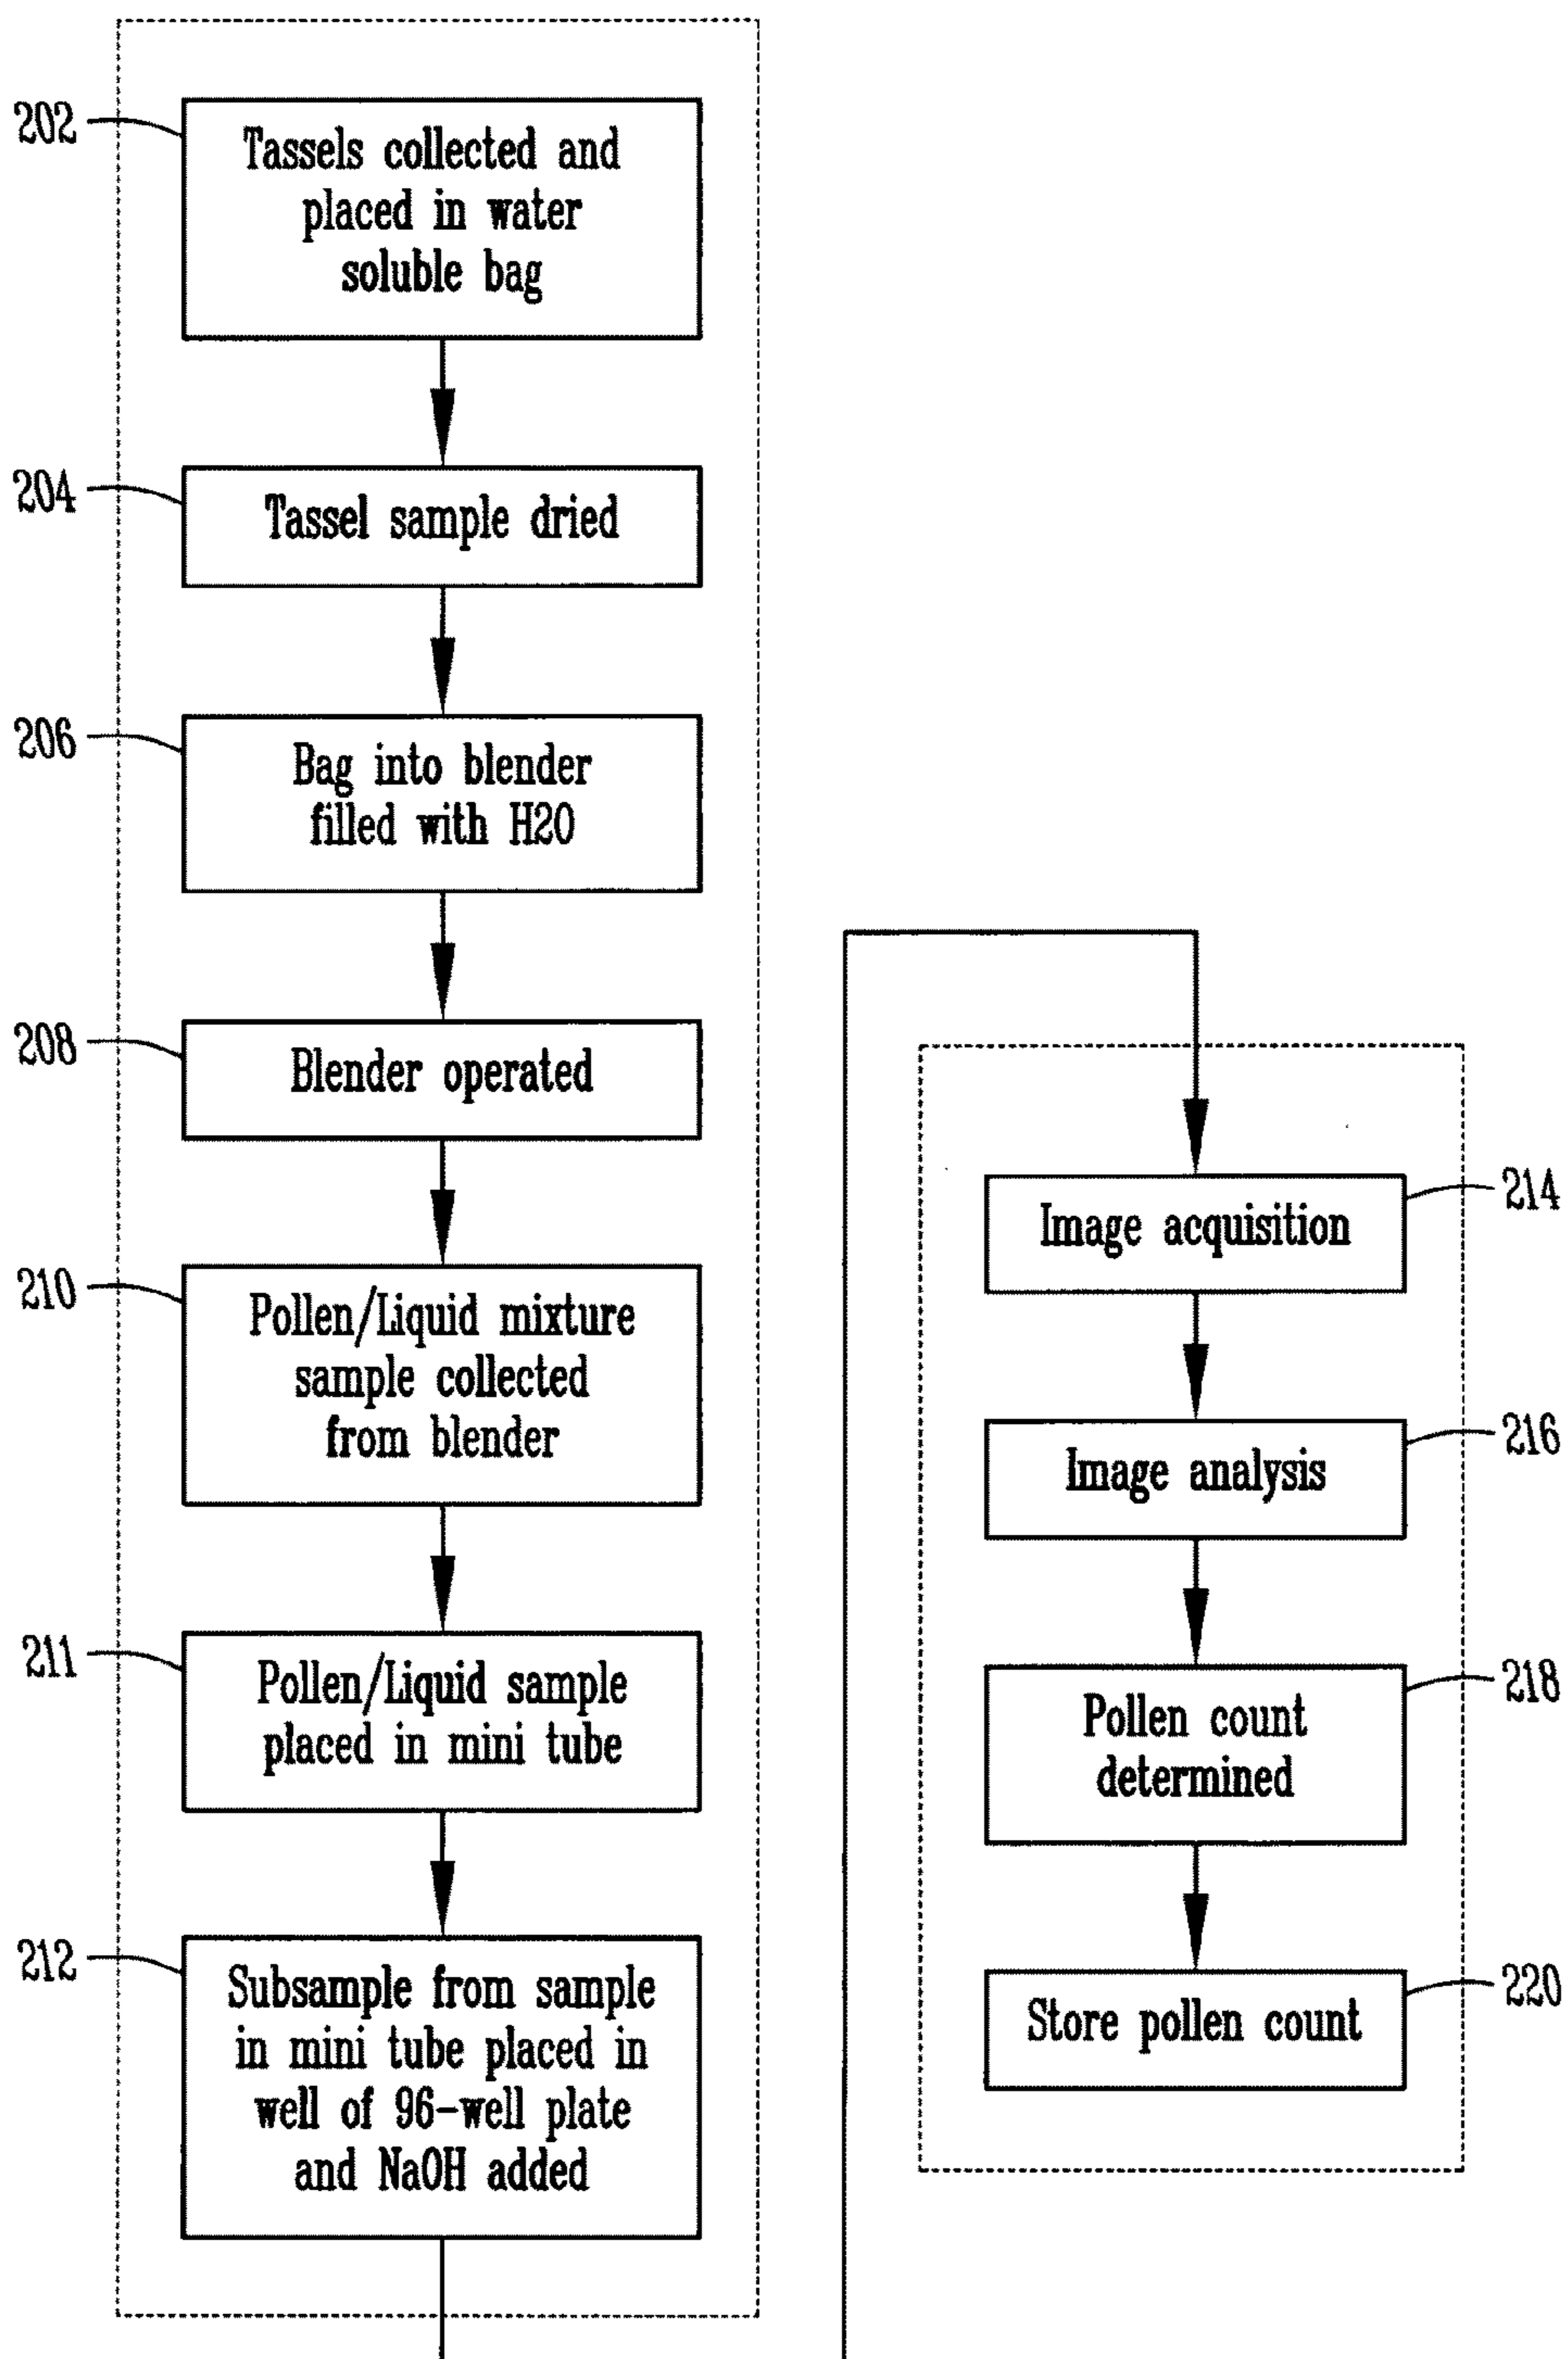 202
Tassels collected and
placed in water
soluble bag
204
Tassel sample dried
206
Bag into blender
filled with H2O
208
Blender operated
210
Pollen/Liquid mixture
sample collected
from blender
211
Pollen/Liquid sample
placed in mini tube
212
Subsample from sample
in mini tube placed in
well of 96-well plate
and NaOH added
Image acquisition
214
Image analysis
216
Pollen count
determined
218
Store pollen count
220